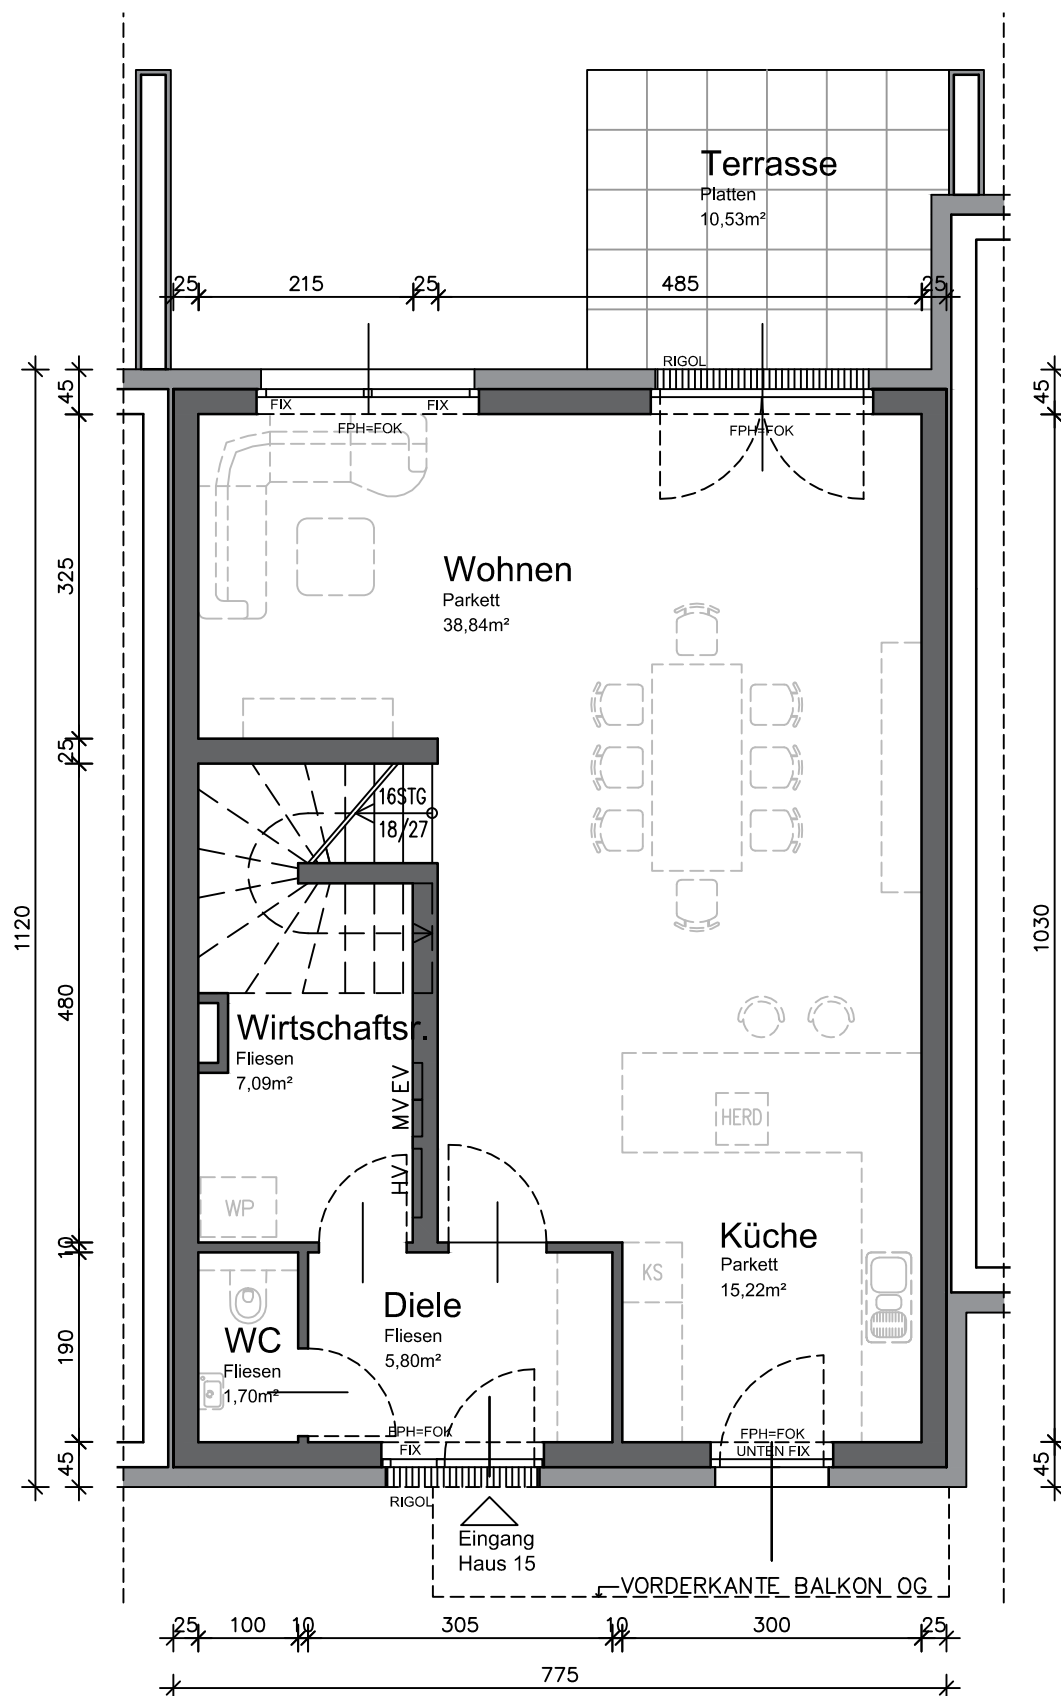 Terrasse
Platten
10,53m²
25 215 25 485 25
RIGOL
45
45
FIX FIX
FPH=FOK
FPH=FOK
325
Wohnen
Parkett
38,84m²
25
16STG
18/27
1120
1030
480
Wirtschaftsr.
Fliesen
7,09m²
EV
MV
HV
HERD
WP
10
Küche
Parkett
15,22m²
KS
Diele
Fliesen
5,80m²
WC
Fliesen
1,70m²
190
FPH=FOK
FIX
FPH=FOK
UNTEN FIX
45
45
RIGOL
Eingang
Haus 15
VORDERKANTE BALKON OG
25 100 10 305 10 300 25
775